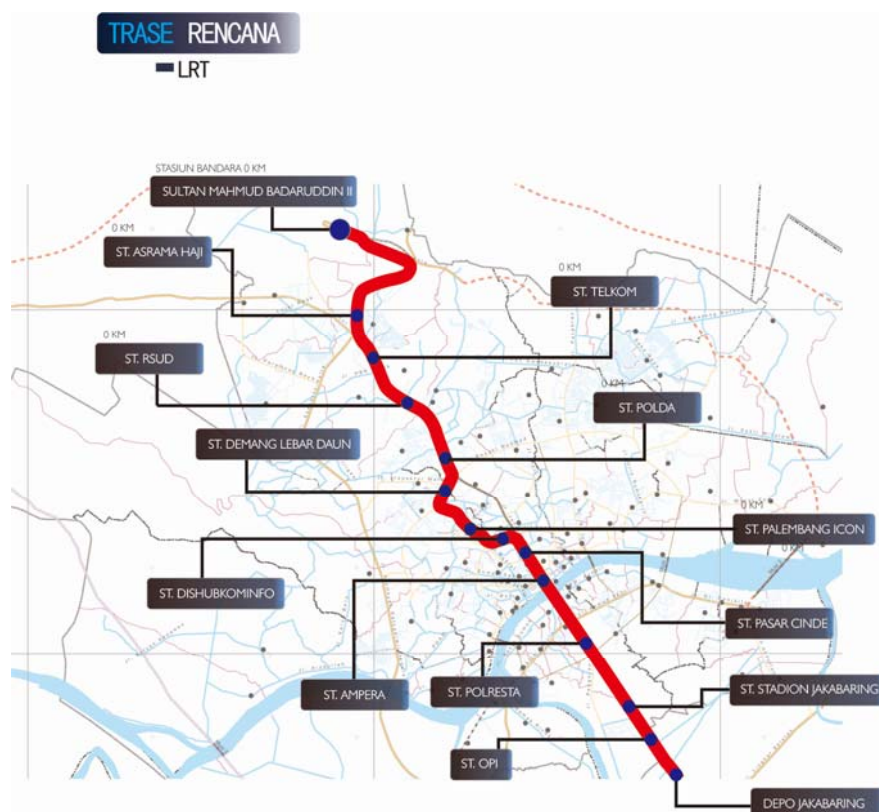 TRASE RENCANA
LRT
STASIUN BANDARA 0 KM
SULTAN MAHMUD BADARUDDIN II
0 KM
ST. ASRAMA HAJI
0 KM
ST. TELKOM
0 KM
ST. RSUD
0 KM
ST. POLDA
ST. DEMANG LEBAR DAUN
0 KM
ST. PALEMBANG ICON
0 KM
ST. DISHUBKOMINFO
ST. PASAR CINDE
ST. AMPERA
ST. POLRESTA
ST. STADION JAKABARING
ST. OPI
DEPO JAKABARING